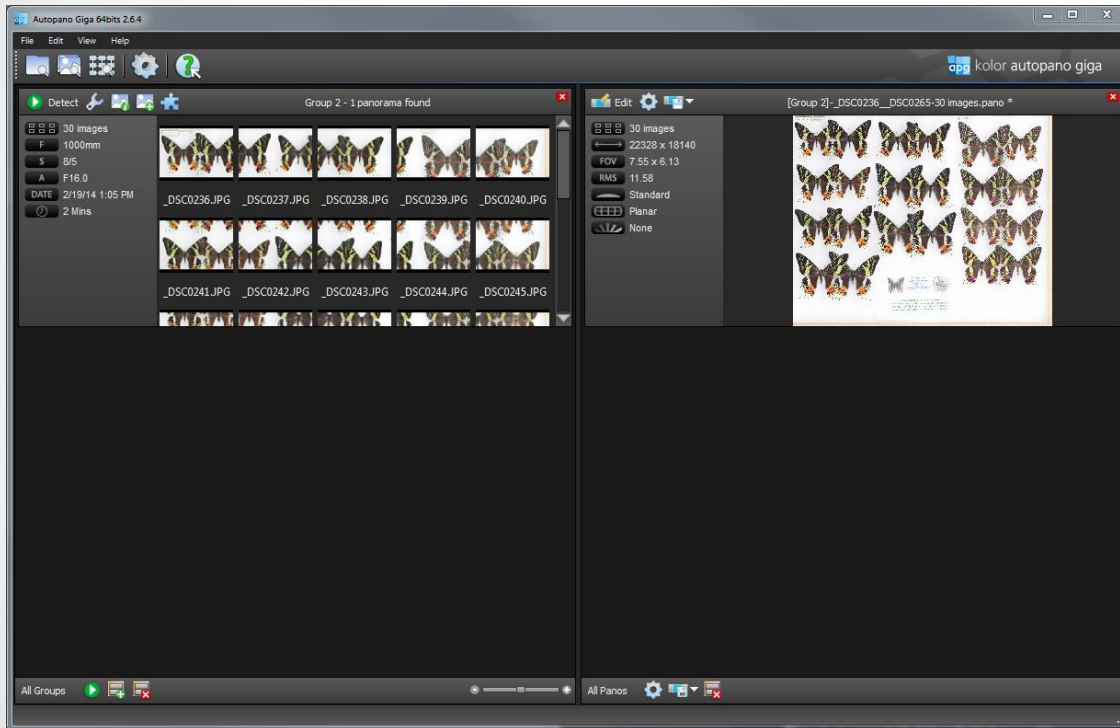 apg Autopano Giga 64bits 2.6.4
File Edit View Help
apg kolor autopano giga
Detect
Group 2 - 1 panorama found
30 images
F 1000mm
S 8/5
A F16.0
DATE 2/19/14 1:05 PM
2 Mins
_DSC0236.JPG _DSC0237.JPG _DSC0238.JPG _DSC0239.JPG _DSC0240.JPG
_DSC0241.JPG _DSC0242.JPG _DSC0243.JPG _DSC0244.JPG _DSC0245.JPG
All Groups
Edit
[Group 2]-_DSC0236__DSC0265-30 images.pano *
30 images
22328 x 18140
FOV 7.55 x 6.13
RMS 11.58
Standard
Planar
None
All Panos